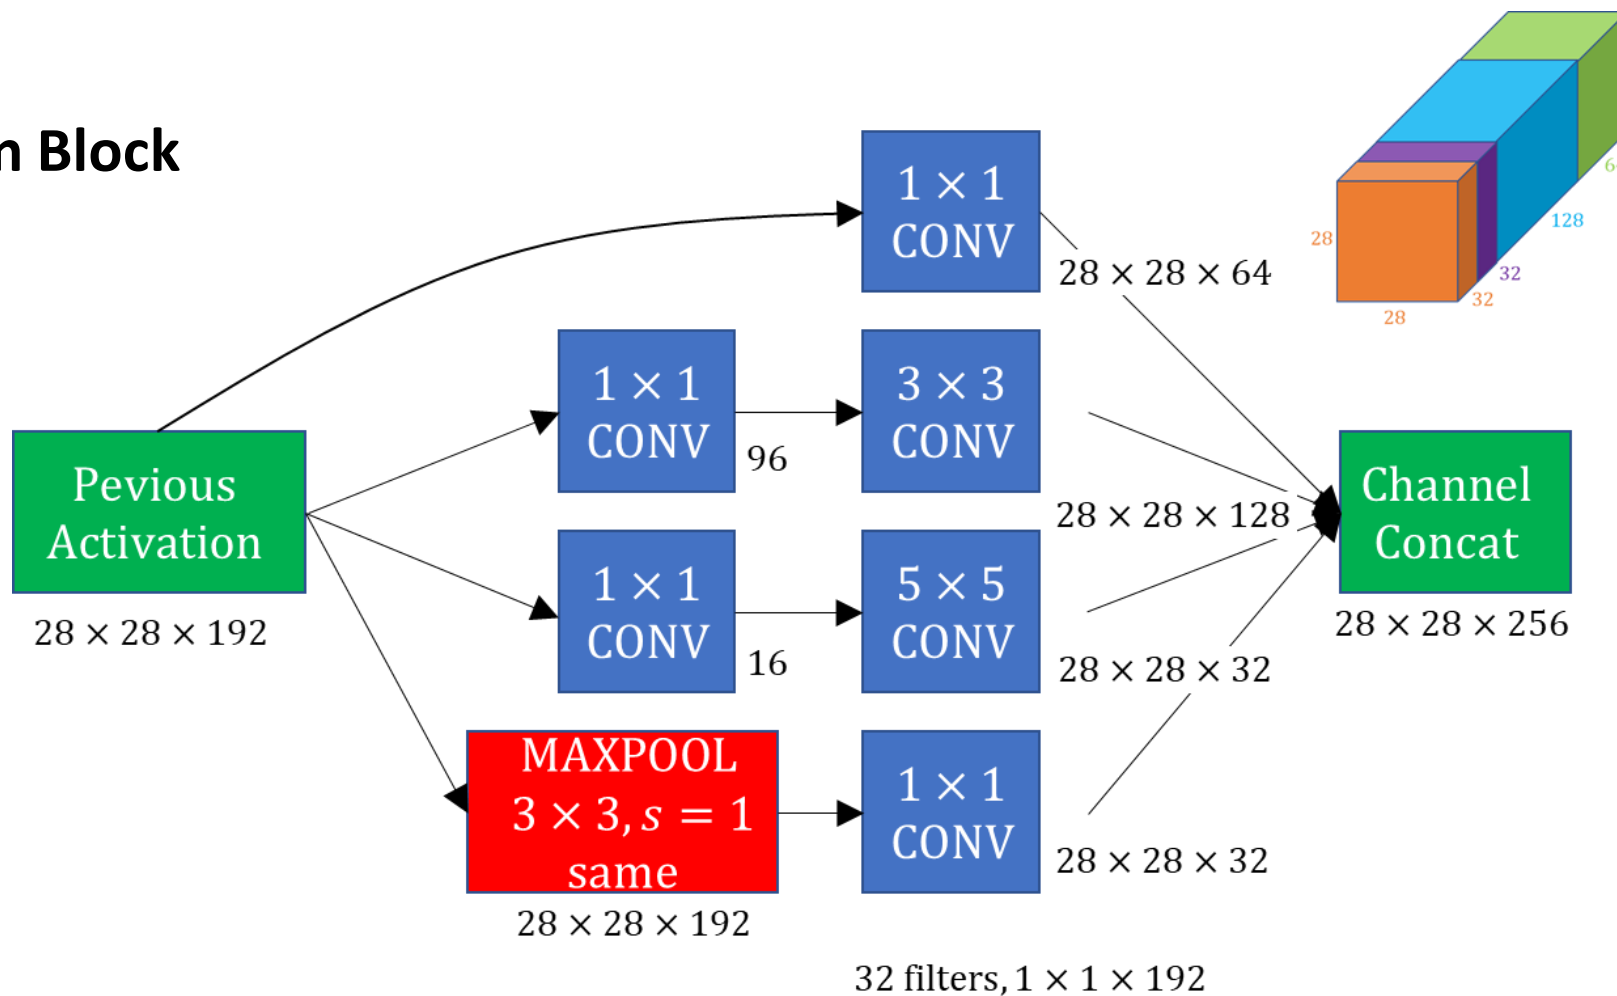 n Block
1 × 1
CONV
28 × 28 × 64
28
28
32
32
128
1 × 1
CONV
96
3 × 3
CONV
28 × 28 × 128
Pevious
Activation
28 × 28 × 192
Channel
Concat
28 × 28 × 256
1 × 1
CONV
16
5 × 5
CONV
28 × 28 × 32
MAXPOOL
3 × 3, s = 1
same
28 × 28 × 192
1 × 1
CONV
28 × 28 × 32
32 filters, 1 × 1 × 192